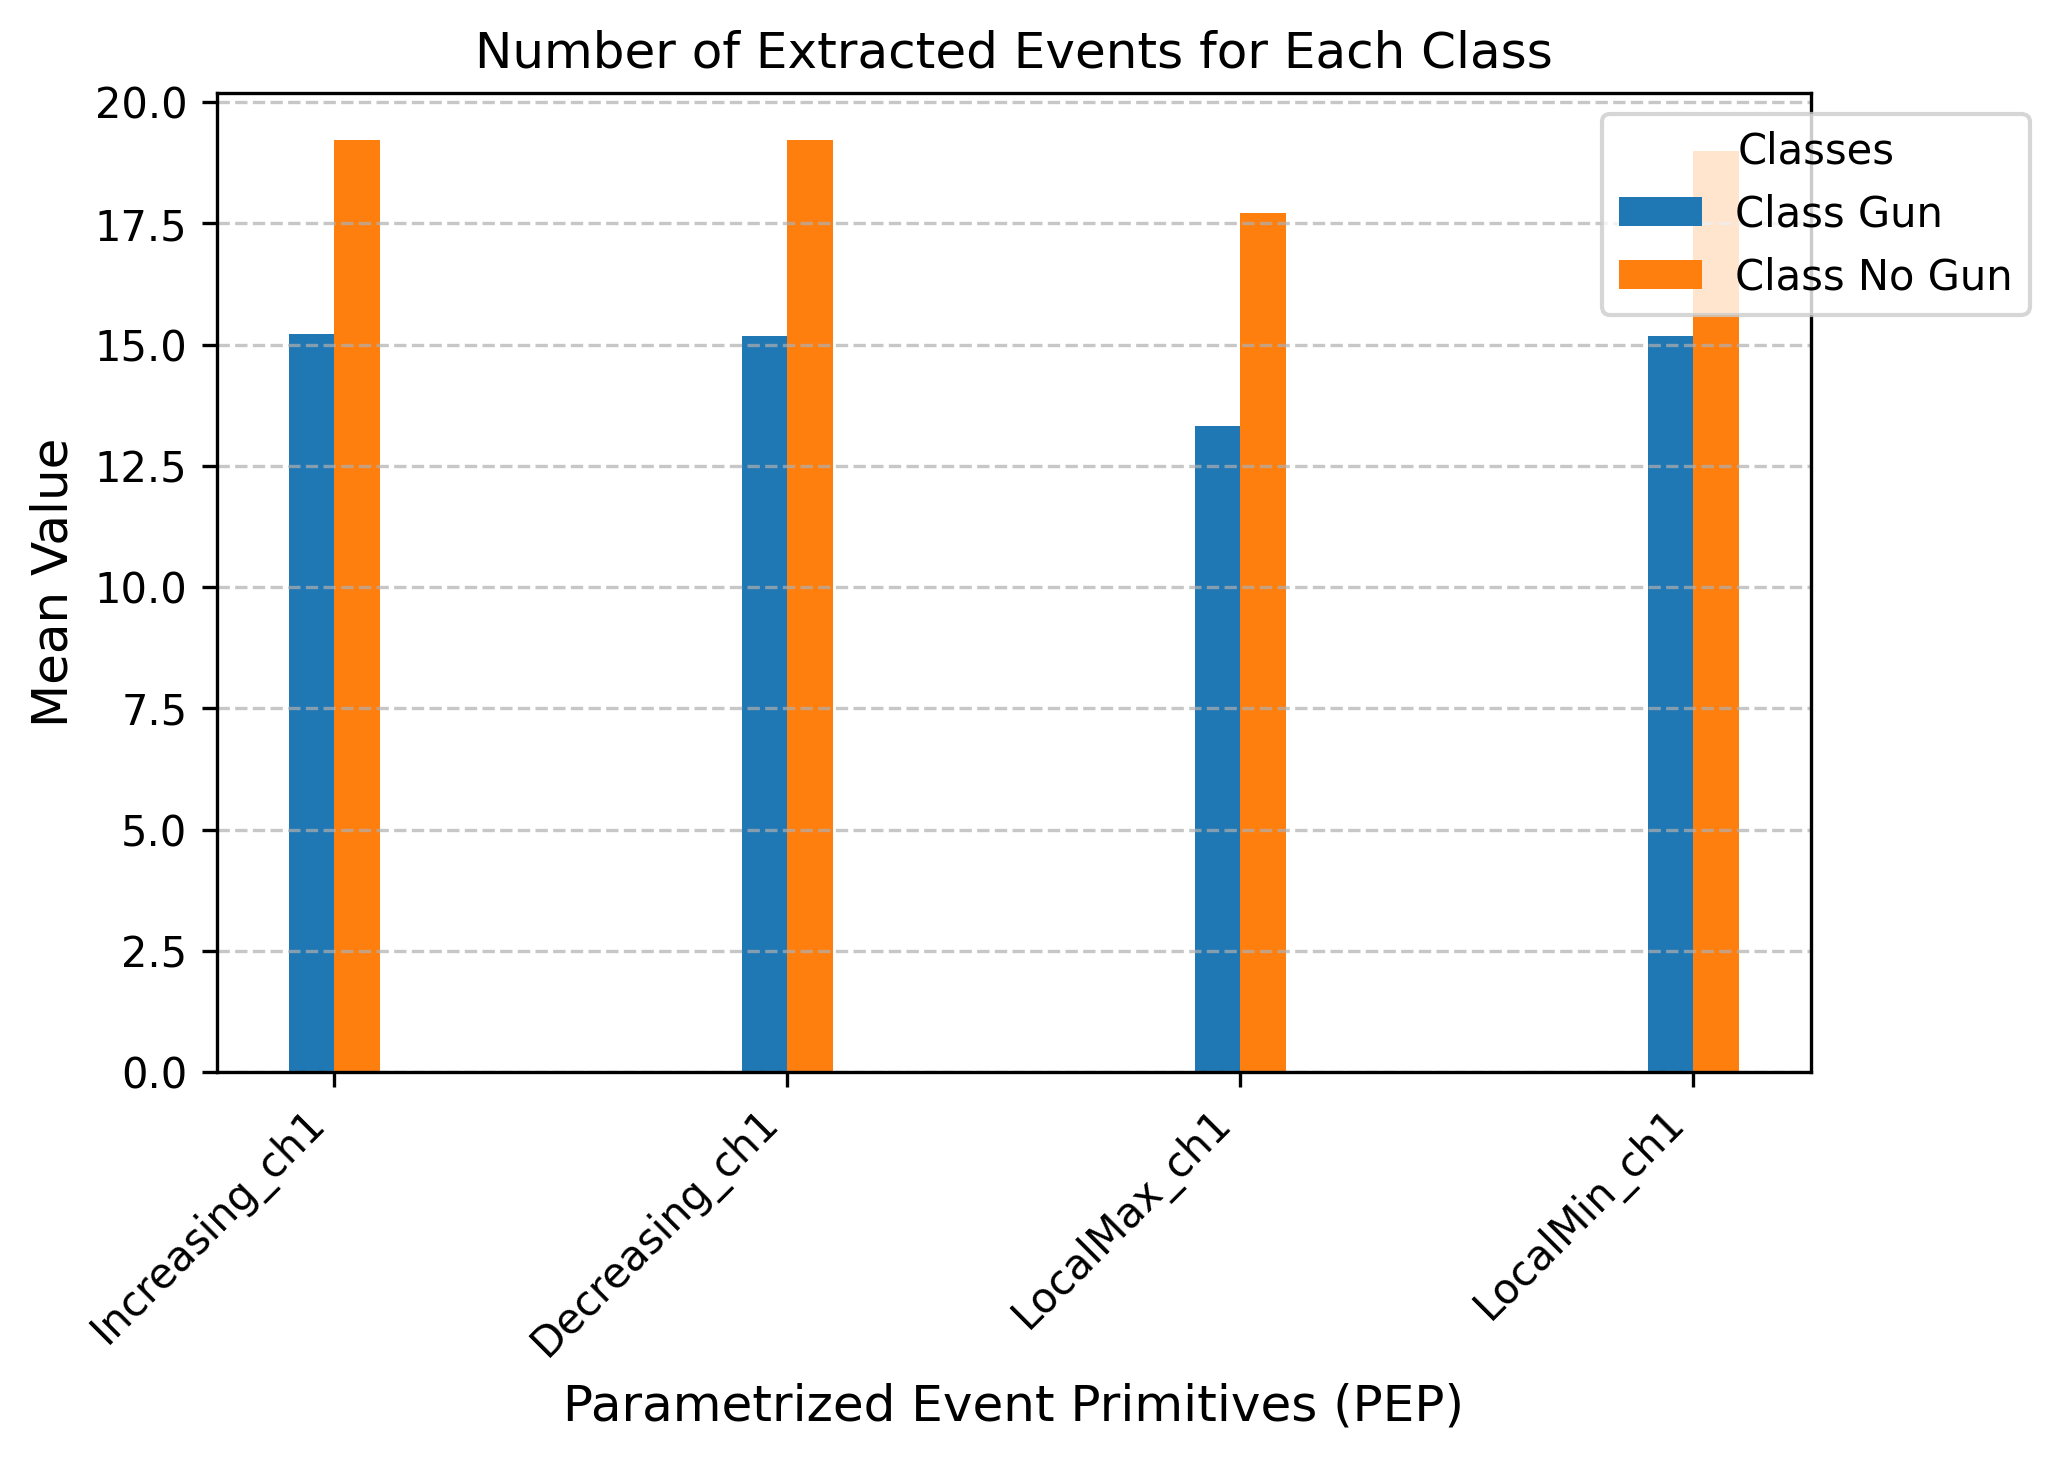 Number of Extracted Events for Each Class
20.0
17.5
15.0
12.5
10.0
7.5
5.0
2.5
0.0
Mean Value
Classes
Class Gun
Class No Gun
Increasing_ch1
Decreasing_ch1
LocalMax_ch1
LocalMin_ch1
Parametrized Event Primitives (PEP)